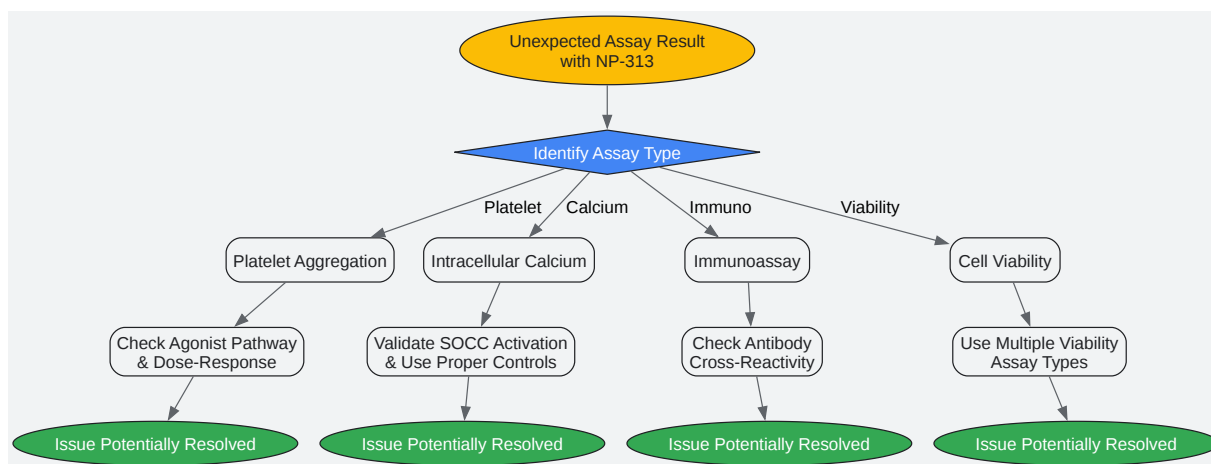 Unexpected Assay Result
with NP-313
Identify Assay Type
Platelet
Calcium
Immuno
Viability
Platelet Aggregation
Intracellular Calcium
Immunoassay
Cell Viability
Check Agonist Pathway
& Dose-Response
Validate SOCC Activation
& Use Proper Controls
Check Antibody
Cross-Reactivity
Use Multiple Viability
Assay Types
Issue Potentially Resolved
Issue Potentially Resolved
Issue Potentially Resolved
Issue Potentially Resolved